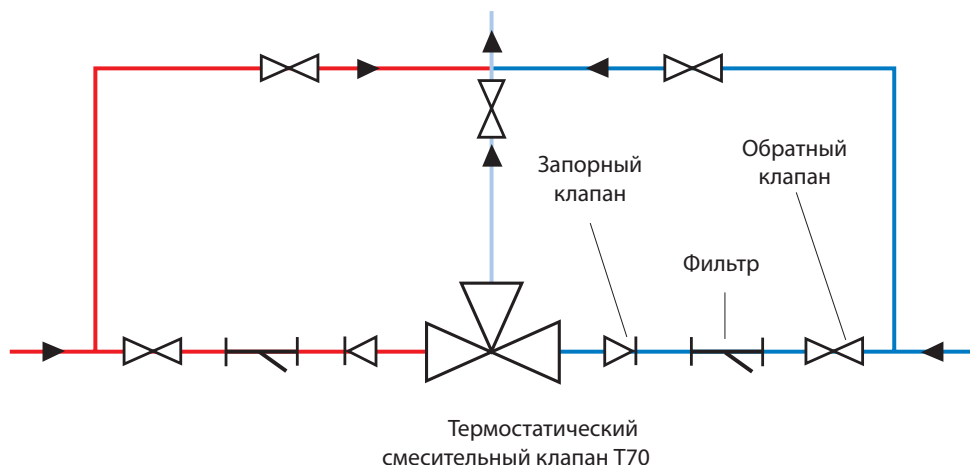 Запорный
клапан
Обратный
клапан
Фильтр
Термостатический
смесительный клапан Т70